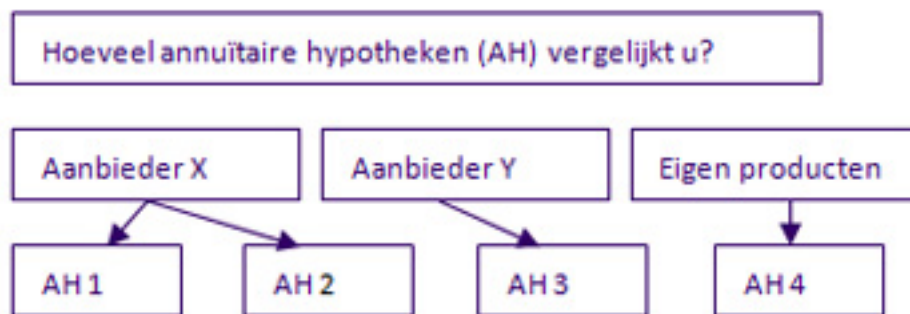 Hoeveel annuïtaire hypotheken (AH) vergelijkt u?
Aanbieder X
Aanbieder Y
Eigen producten
AH 1
AH 2
AH 3
AH 4